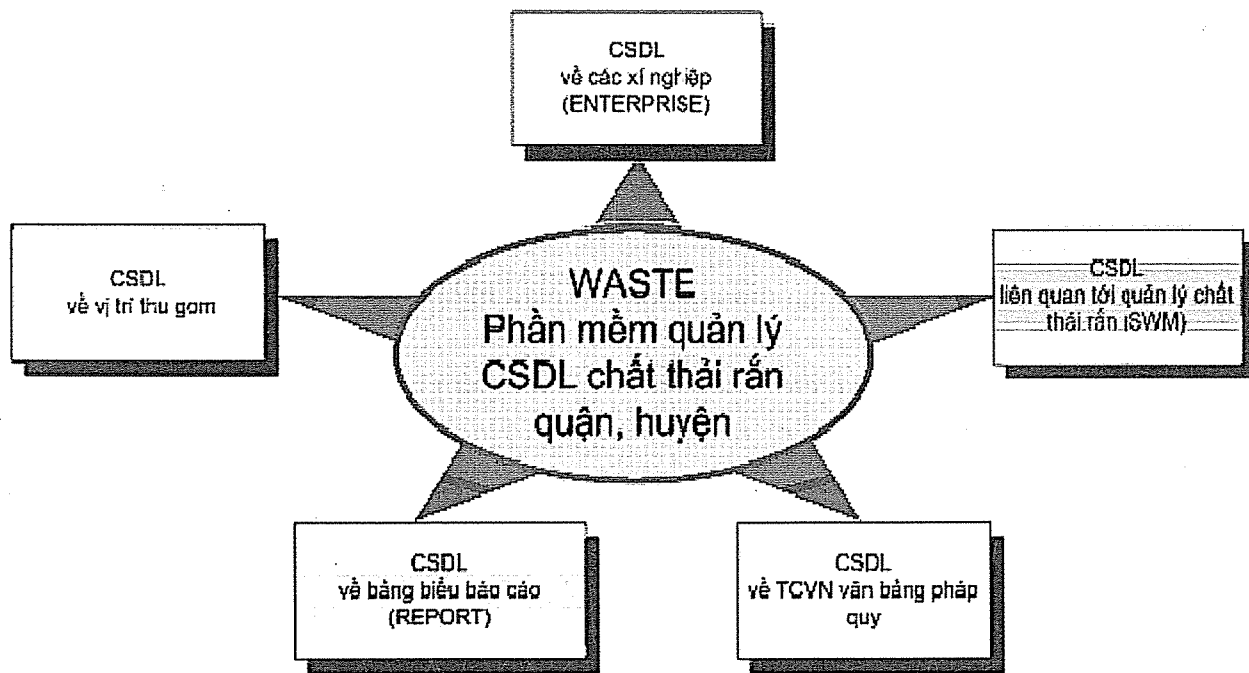 CSDL
về các xí nghiệp
(ENTERPRISE)
CSDL
về vị trí thu gom
WASTE
Phần mềm quản lý
CSDL chất thải rắn
quận, huyện
CSDL
liên quan tới quản lý chất
thải rắn (SWM)
CSDL
về bảng biểu báo cáo
(REPORT)
CSDL
về TCVN văn bảng pháp
quy